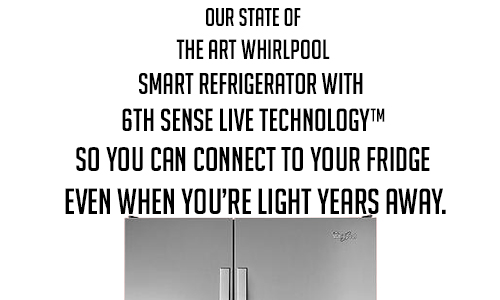 OUR STATE OF
THE ART WHIRLPOOL
SMART REFRIGERATOR WITH
6TH SENSE LIVE TECHNOLOGY™
SO YOU CAN CONNECT TO YOUR FRIDGE
EVEN WHEN YOU'RE LIGHT YEARS AWAY.